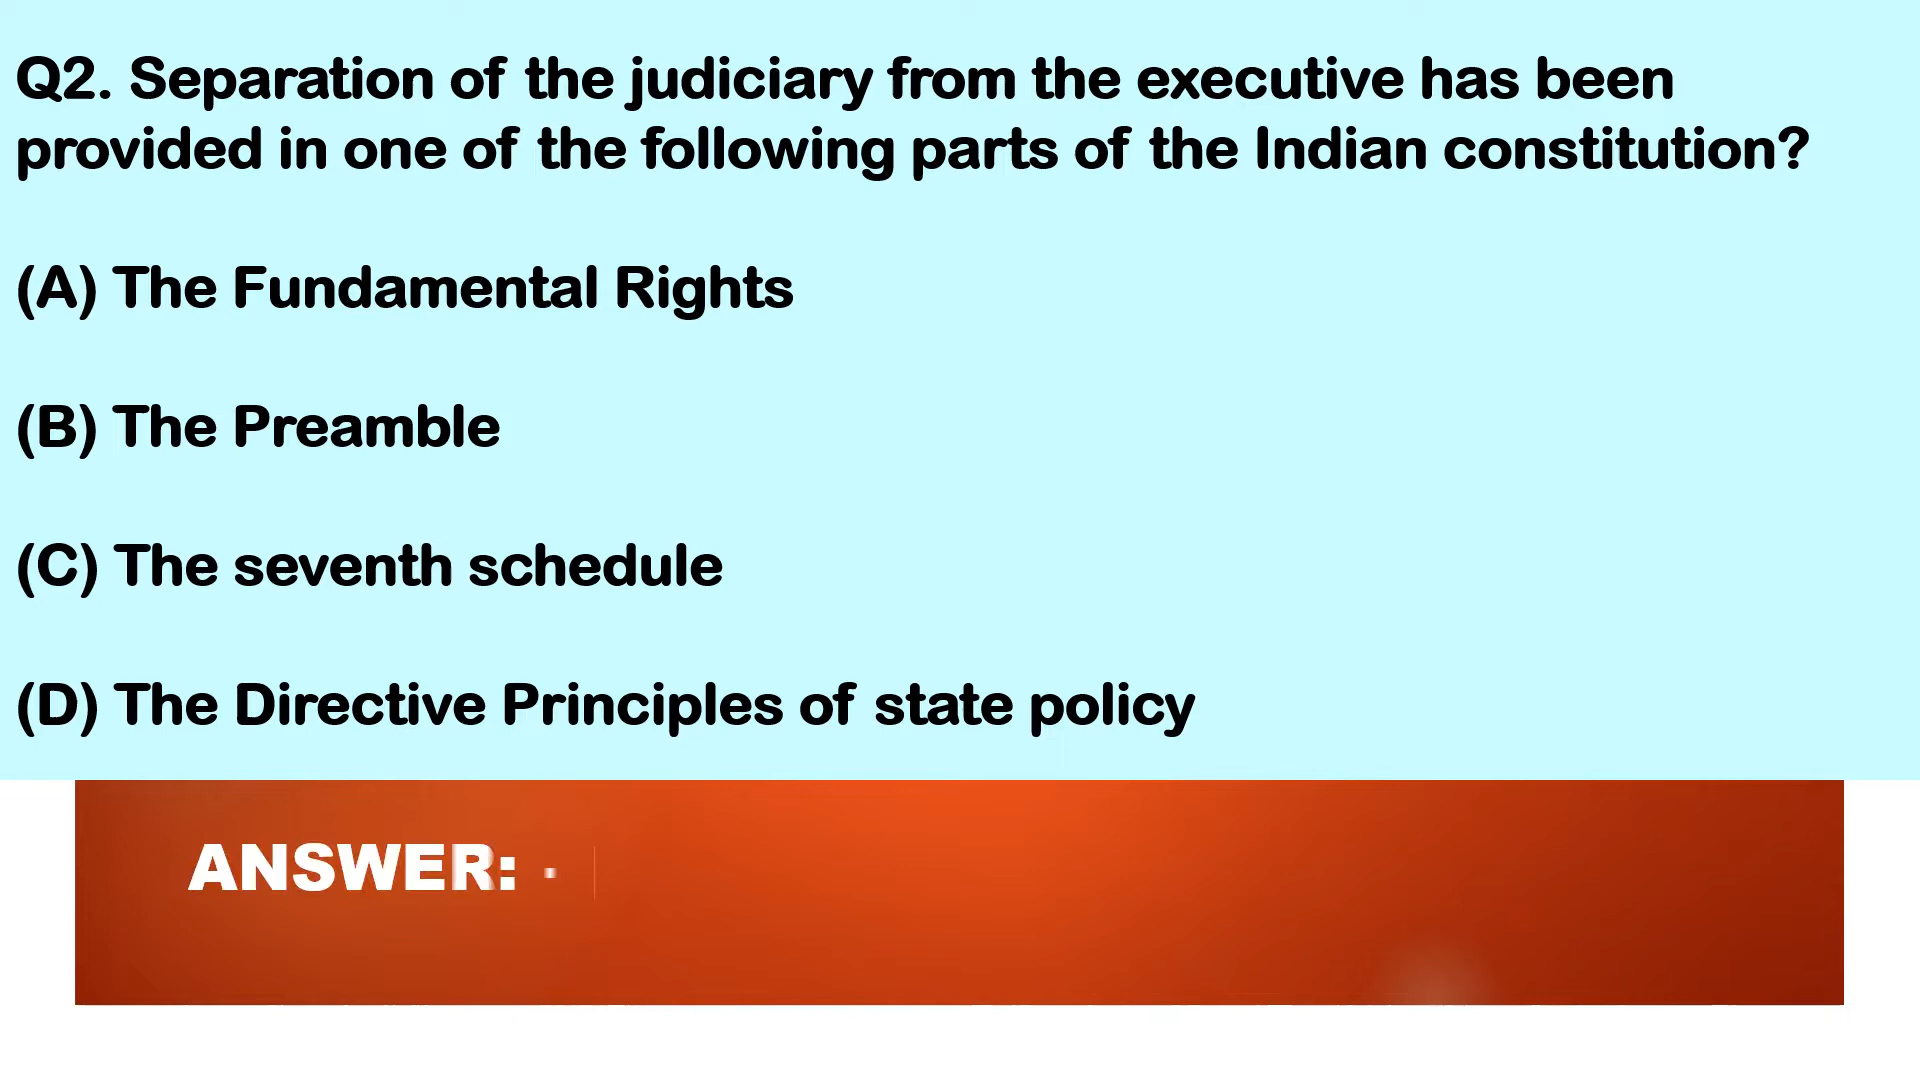 Q2. Separation of the judiciary from the executive has been
provided in one of the following parts of the Indian constitution?
(A) The Fundamental Rights
(B) The Preamble
(C) The seventh schedule
(D) The Directive Principles of state policy
ANSWER: -